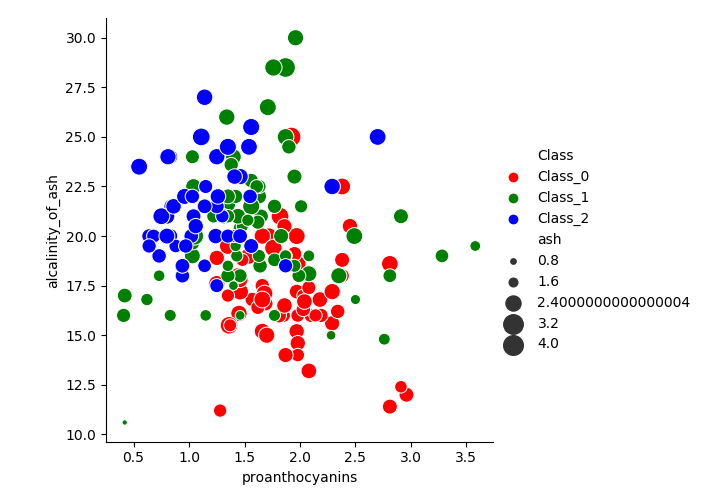 30.0
27.5
25.0
22.5
20.0
17.5
15.0
12.5
10.0
alcalinity_of_ash
0.5 1.0 1.5 2.0 2.5 3.0 3.5
proanthocyanins
Class
Class_0
Class_1
Class_2
ash
0.8
1.6
2.4000000000000004
3.2
4.0